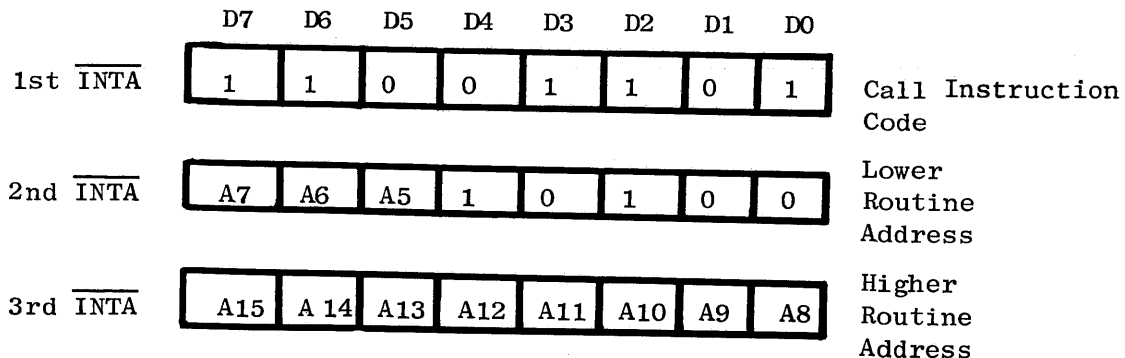 D7 D6 D5 D4 D3 D2 D1 D0
1st INTA 1 1 0 0 1 1 0 1 Call Instruction
Code
2nd INTA A7 A6 A5 1 0 1 0 0 Lower
Routine
Address
3rd INTA A15 A 14 A13 A12 A11 A10 A9 A8 Higher
Routine
Address